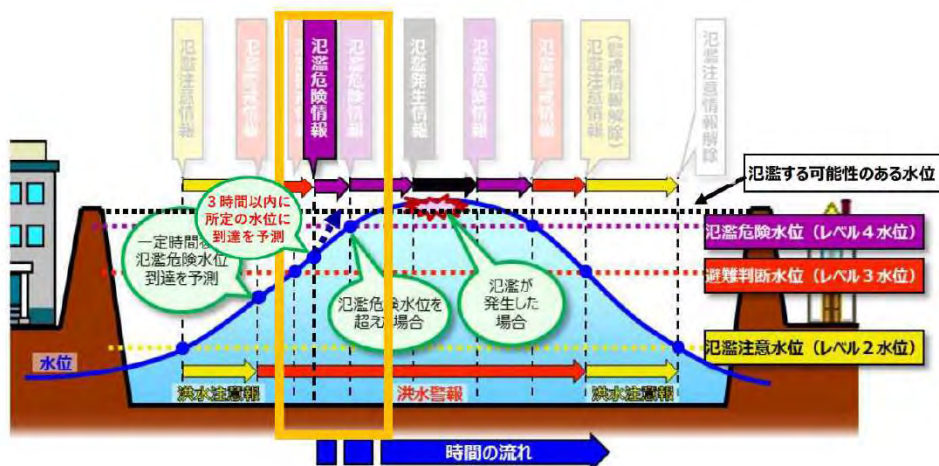 氾濫注意情報
氾濫警戒情報
氾濫危険情報
氾濫危険情報
氾濫発生情報
氾濫危険情報
氾濫警戒情報
氾濫注意情報
(警戒情報解除)
氾濫注意情報解除
氾濫する可能性のある水位
3時間以内に
所定の水位に
到達を予測
一定時間後
氾濫危険水位
到達を予測
氾濫危険水位(レベル4水位)
避難判断水位(レベル3水位)
氾濫危険水位を
超えた場合
氾濫が
発生した
場合
氾濫注意水位(レベル2水位)
水位
洪水注意報
洪水警報
洪水注意報
時間の流れ